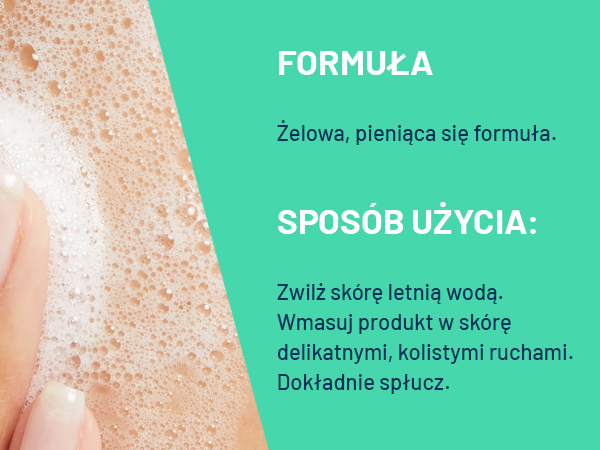 FORMUŁA
Żelowa, pieniąca się formuła.
SPOSÓB UŻYCIA:
Zwilż skórę letnią wodą.
Wmasuj produkt w skórę
delikatnymi, kolistymi ruchami.
Dokładnie spłucz.